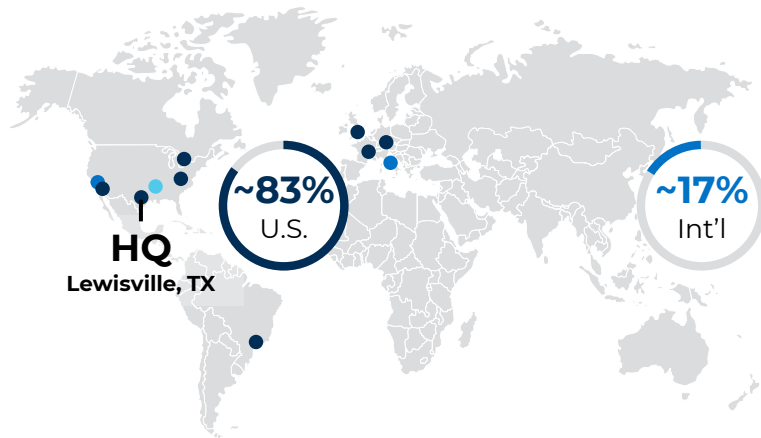 ~83%
U.S.
~17%
Int’l
HQ
Lewisville, TX